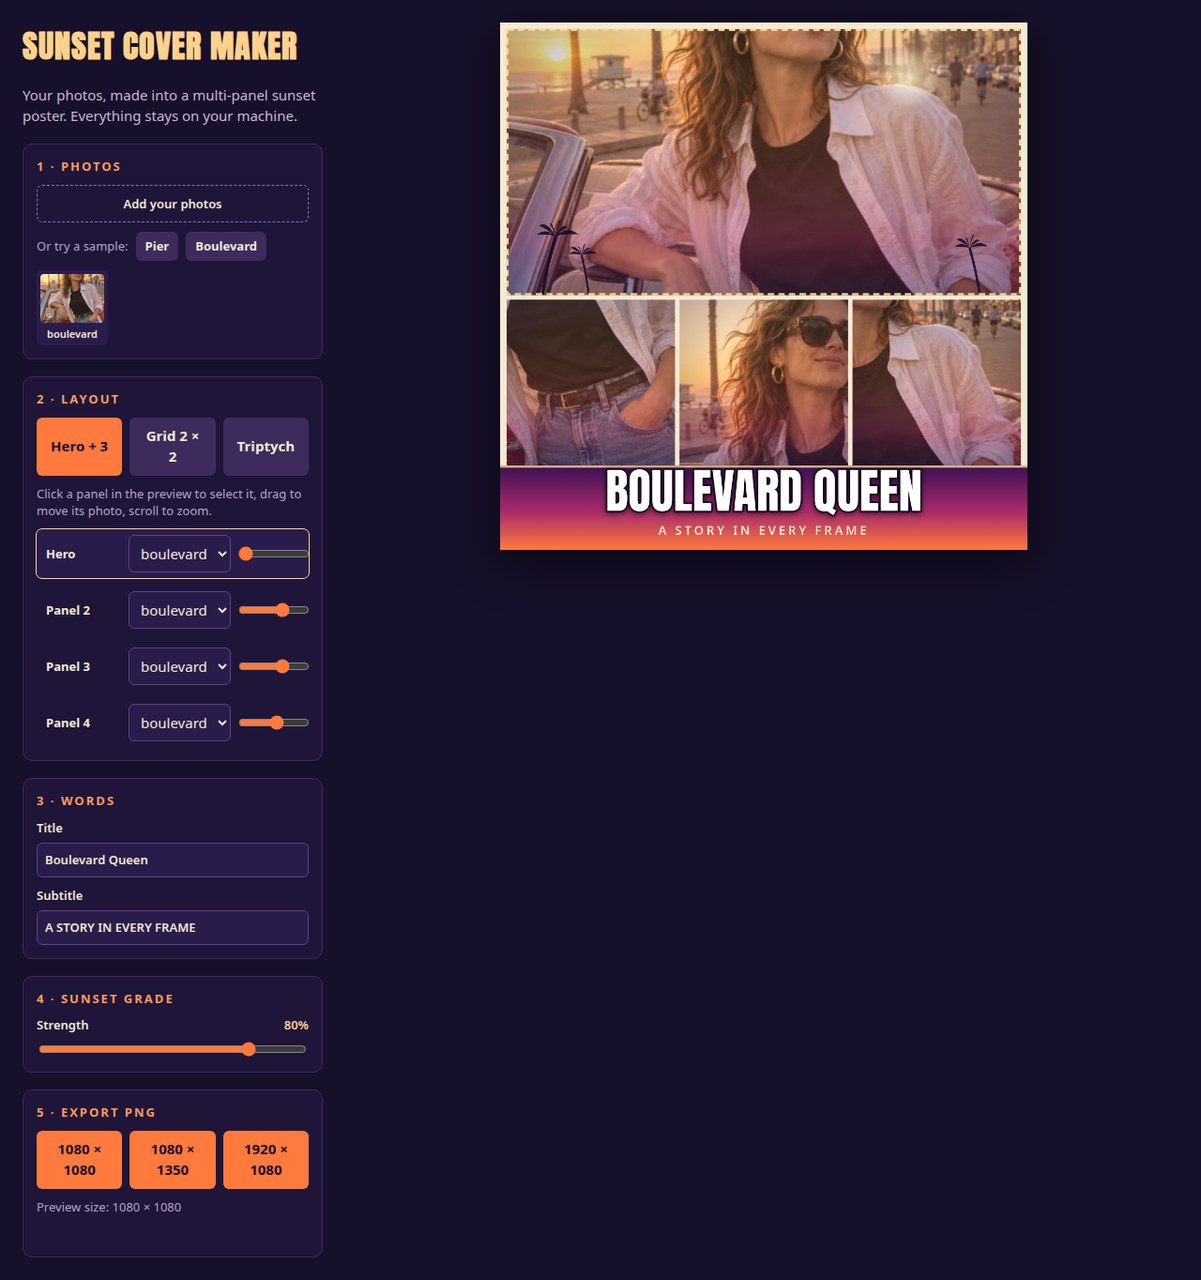 SUNSET COVER MAKER
Your photos, made into a multi-panel sunset
poster. Everything stays on your machine.
1 · PHOTOS
Add your photos
Or try a sample:
Pier
Boulevard
boulevard
2 · LAYOUT
Hero + 3
Grid 2 ×
2
Triptych
Click a panel in the preview to select it, drag to
move its photo, scroll to zoom.
Hero
boulevard
Panel 2
boulevard
Panel 3
boulevard
Panel 4
boulevard
3 · WORDS
Title
Boulevard Queen
Subtitle
A STORY IN EVERY FRAME
4 · SUNSET GRADE
Strength
80%
5 · EXPORT PNG
1080 ×
1080
1080 ×
1350
1920 ×
1080
Preview size: 1080 × 1080
BOULEVARD QUEEN
A STORY IN EVERY FRAME